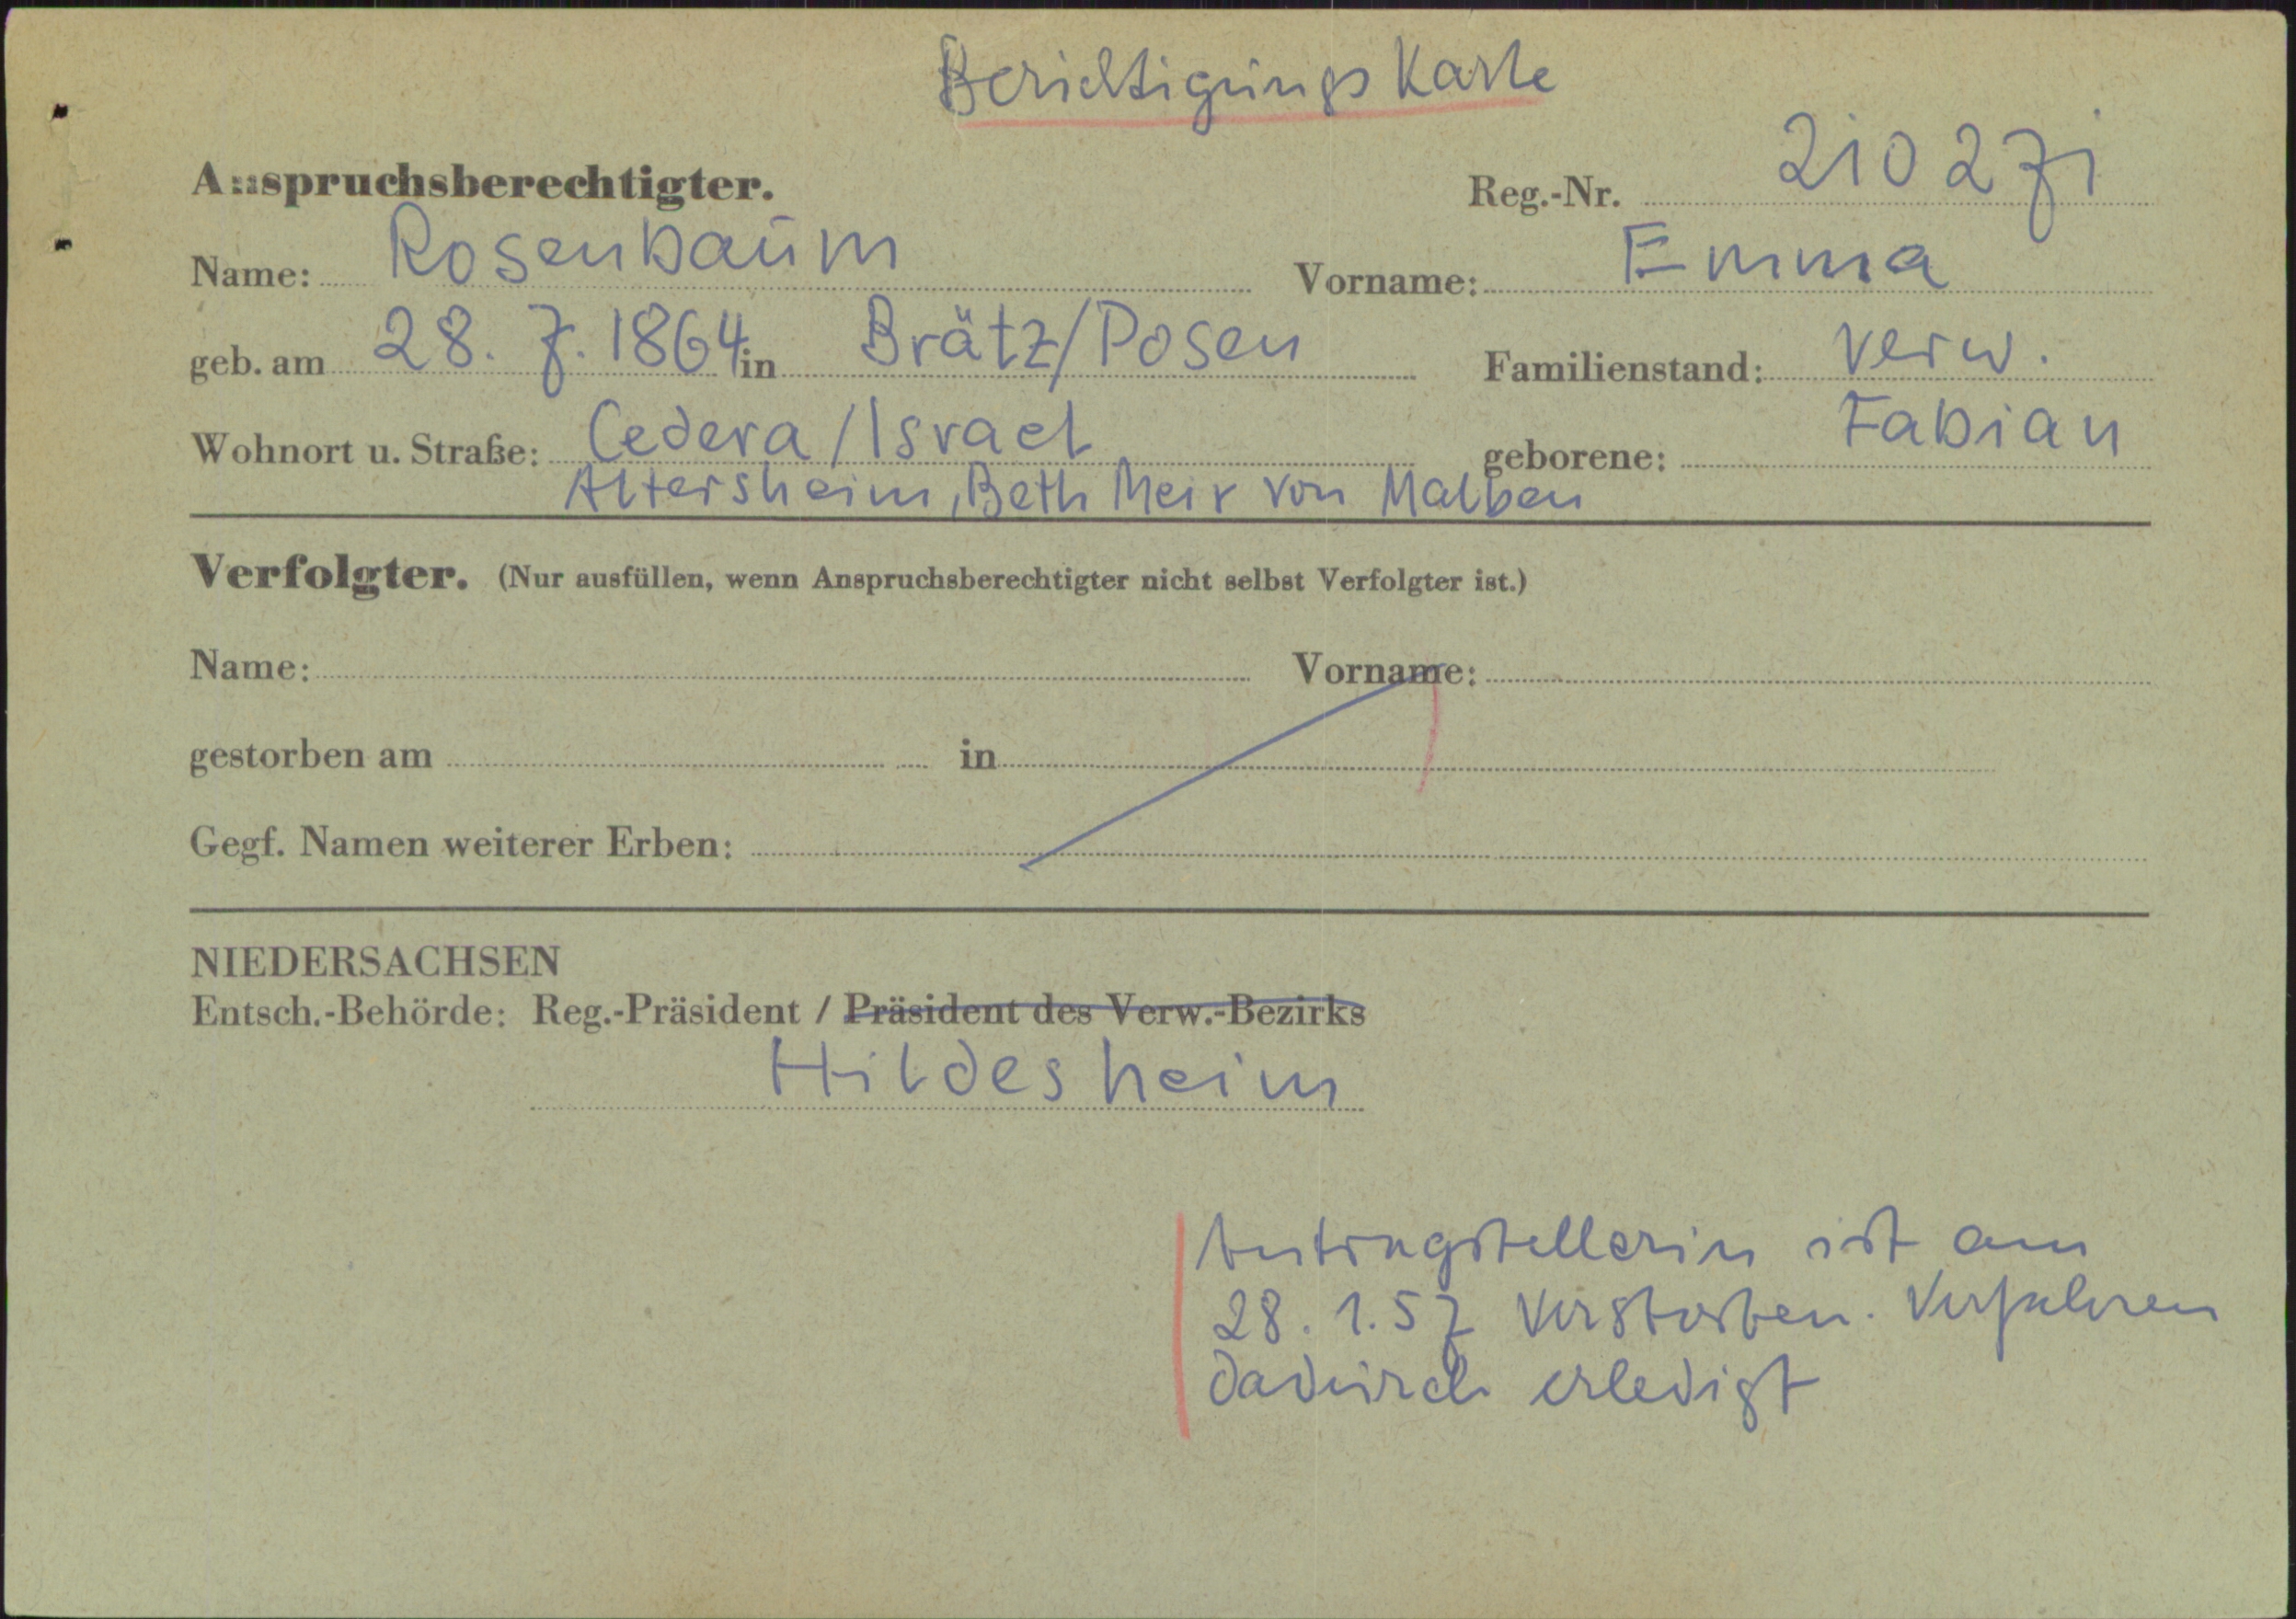 Berichtigungskarte
Anspruchsberechtigter. Reg.-Nr. 210271
Name: Rosenbaum Vorname: Emma
geb. am 28. 7. 1864 in Brätz/Posen Familienstand: verw.
Wohnort u. Straße: Cedera/Israel geborene: Fabian
Altersheim, Beth Meir von Malben
Verfolgter. (Nur ausfüllen, wenn Anspruchsberechtigter nicht selbst Verfolgter ist.)
Name: Vorname:
gestorben am in
Gegf. Namen weiterer Erben:
NIEDERSACHSEN
Entsch.-Behörde: Reg.-Präsident / Präsident des Verw.-Bezirks
Hildesheim
Antragstellerin ist am
28. 1. 57 verstorben. Verfahren
dadurch erledigt